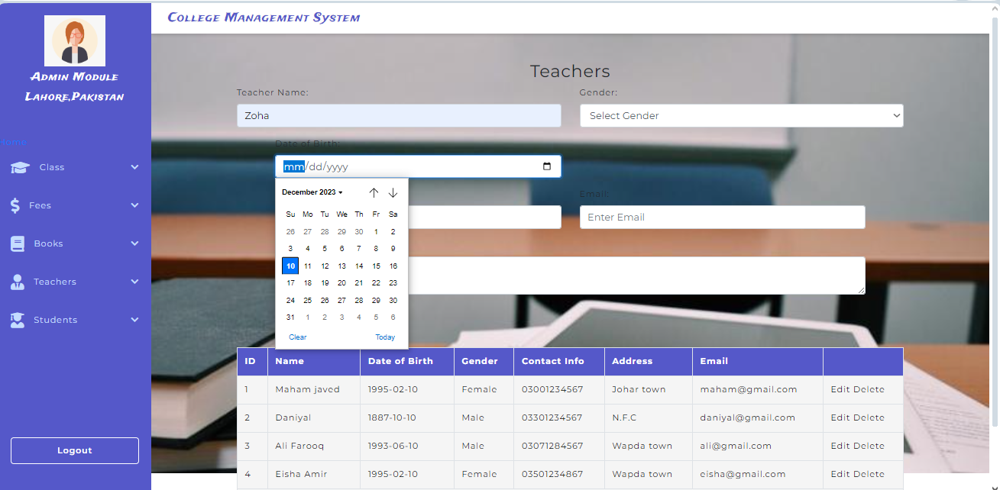 College Management System
Admin Module
Lahore,Pakistan
Home
Class
Fees
Books
Teachers
Students
Logout
Teachers
Teacher Name:
Gender:
Zoha
Select Gender
Date of Birth:
mm/dd/yyyy
December 2023
Su Mo Tu We Th Fr Sa
26 27 28 29 30 1 2
3 4 5 6 7 8 9
10 11 12 13 14 15 16
17 18 19 20 21 22 23
24 25 26 27 28 29 30
31 1 2 3 4 5 6
Clear Today
Email:
Enter Email
ID Name Date of Birth Gender Contact Info Address Email
1 Maham javed 1995-02-10 Female 03001234567 Johar town maham@gmail.com Edit Delete
2 Daniyal 1887-10-10 Male 03301234567 N.F.C daniyal@gmail.com Edit Delete
3 Ali Farooq 1993-06-10 Male 03071284567 Wapda town ali@gmail.com Edit Delete
4 Eisha Amir 1995-02-10 Female 03501234867 Wapda town eisha@gmail.com Edit Delete